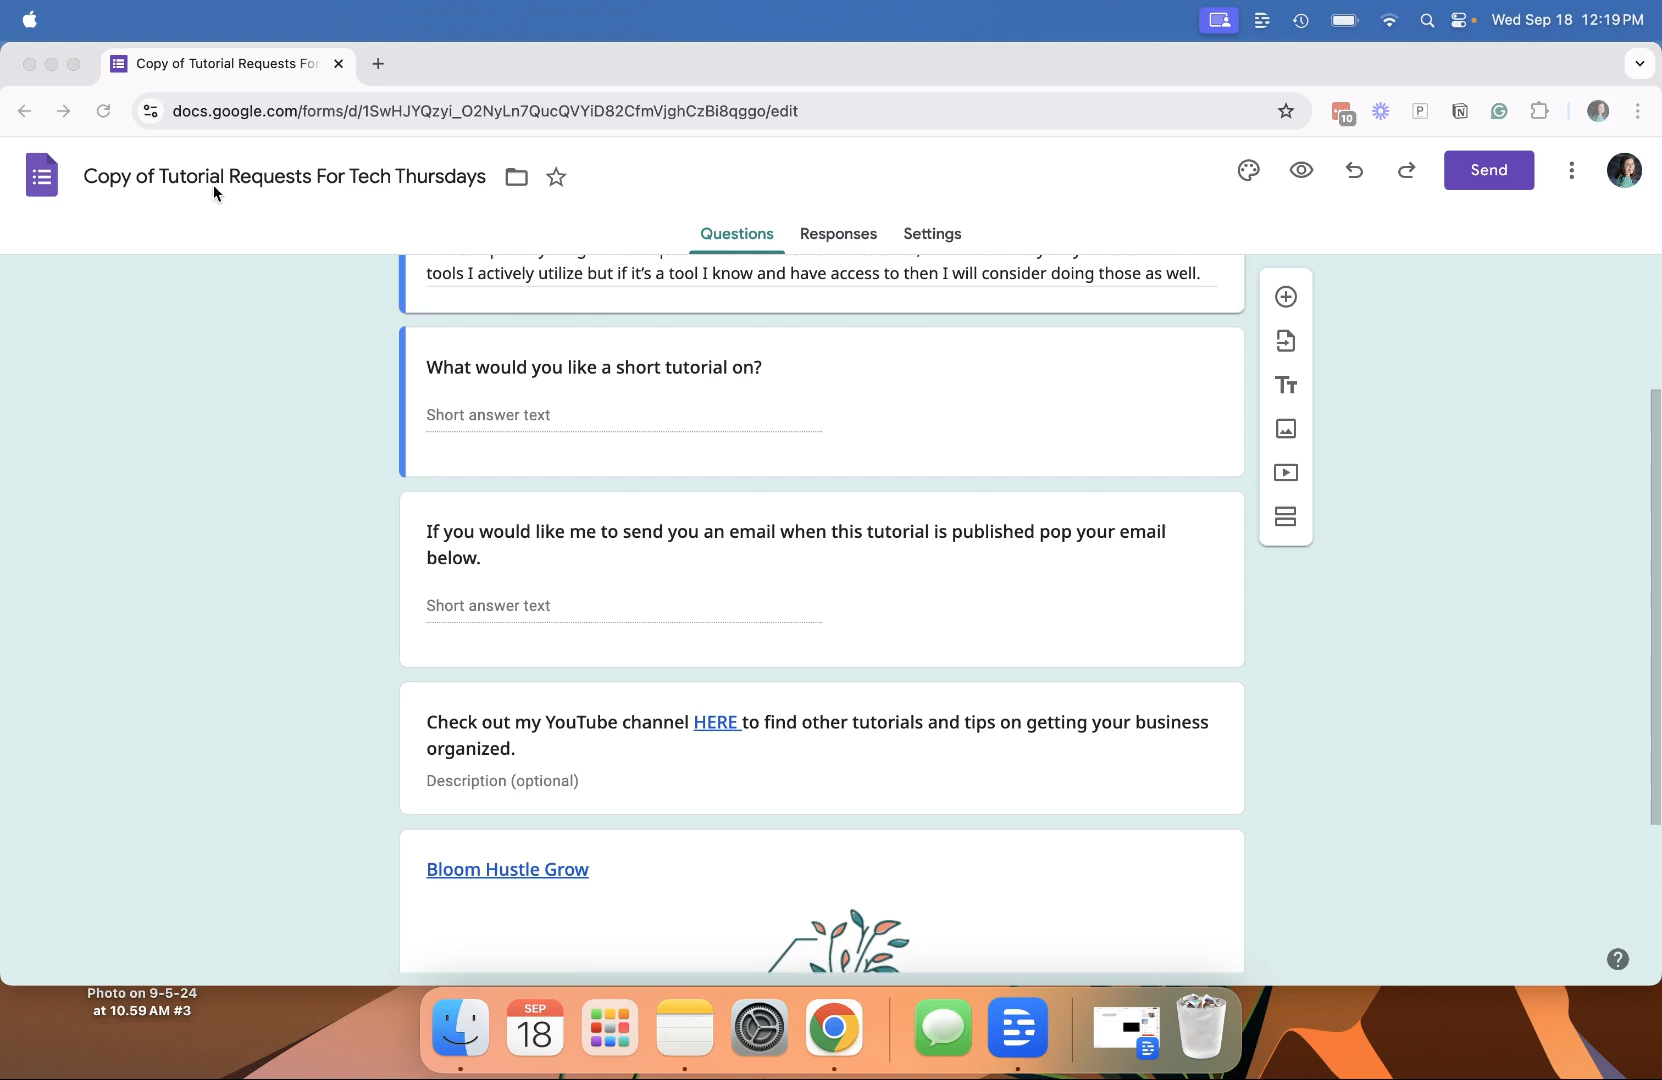 Wed Sep 18 12:19 PM
Copy of Tutorial Requests For
docs.google.com/forms/d/1SwHJYQzyi_O2NyLn7QucQVYiD82CfmVjghCzBi8qggo/edit
10
P
N
G
Copy of Tutorial Requests For Tech Thursdays
Send
Questions
Responses
Settings
tools I actively utilize but if it's a tool I know and have access to then I will consider doing those as well.
What would you like a short tutorial on?
Short answer text
If you would like me to send you an email when this tutorial is published pop your email
below.
Short answer text
Check out my YouTube channel HERE to find other tutorials and tips on getting your business
organized.
Description (optional)
Bloom Hustle Grow
Photo on 9-5-24
at 10.59 AM #3
SEP
18